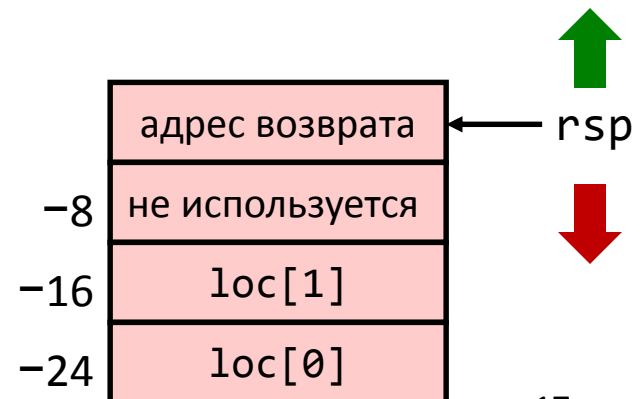 адрес возврата
rsp
−8
не используется
−16
loc[1]
−24
loc[0]